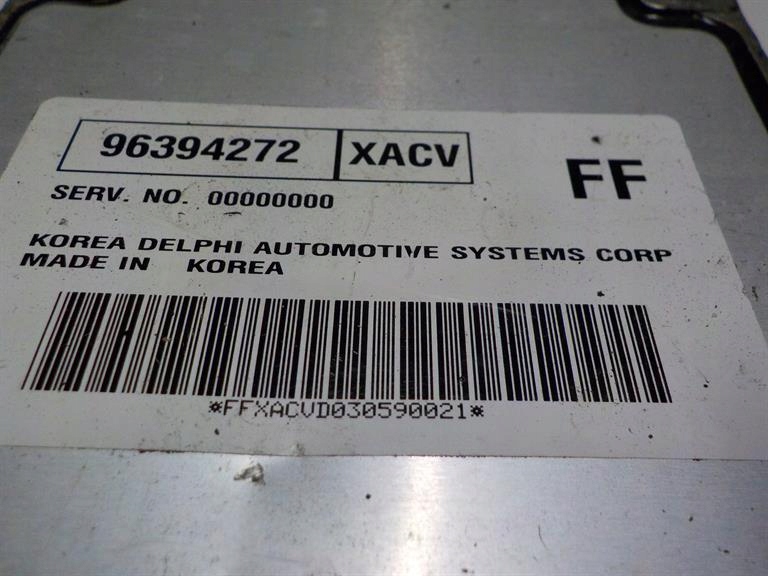 96394272 XACV FF
SERV. NO. 00000000
KOREA DELPHI AUTOMOTIVE SYSTEMS CORP
MADE IN KOREA
*FFXACVD030590021*